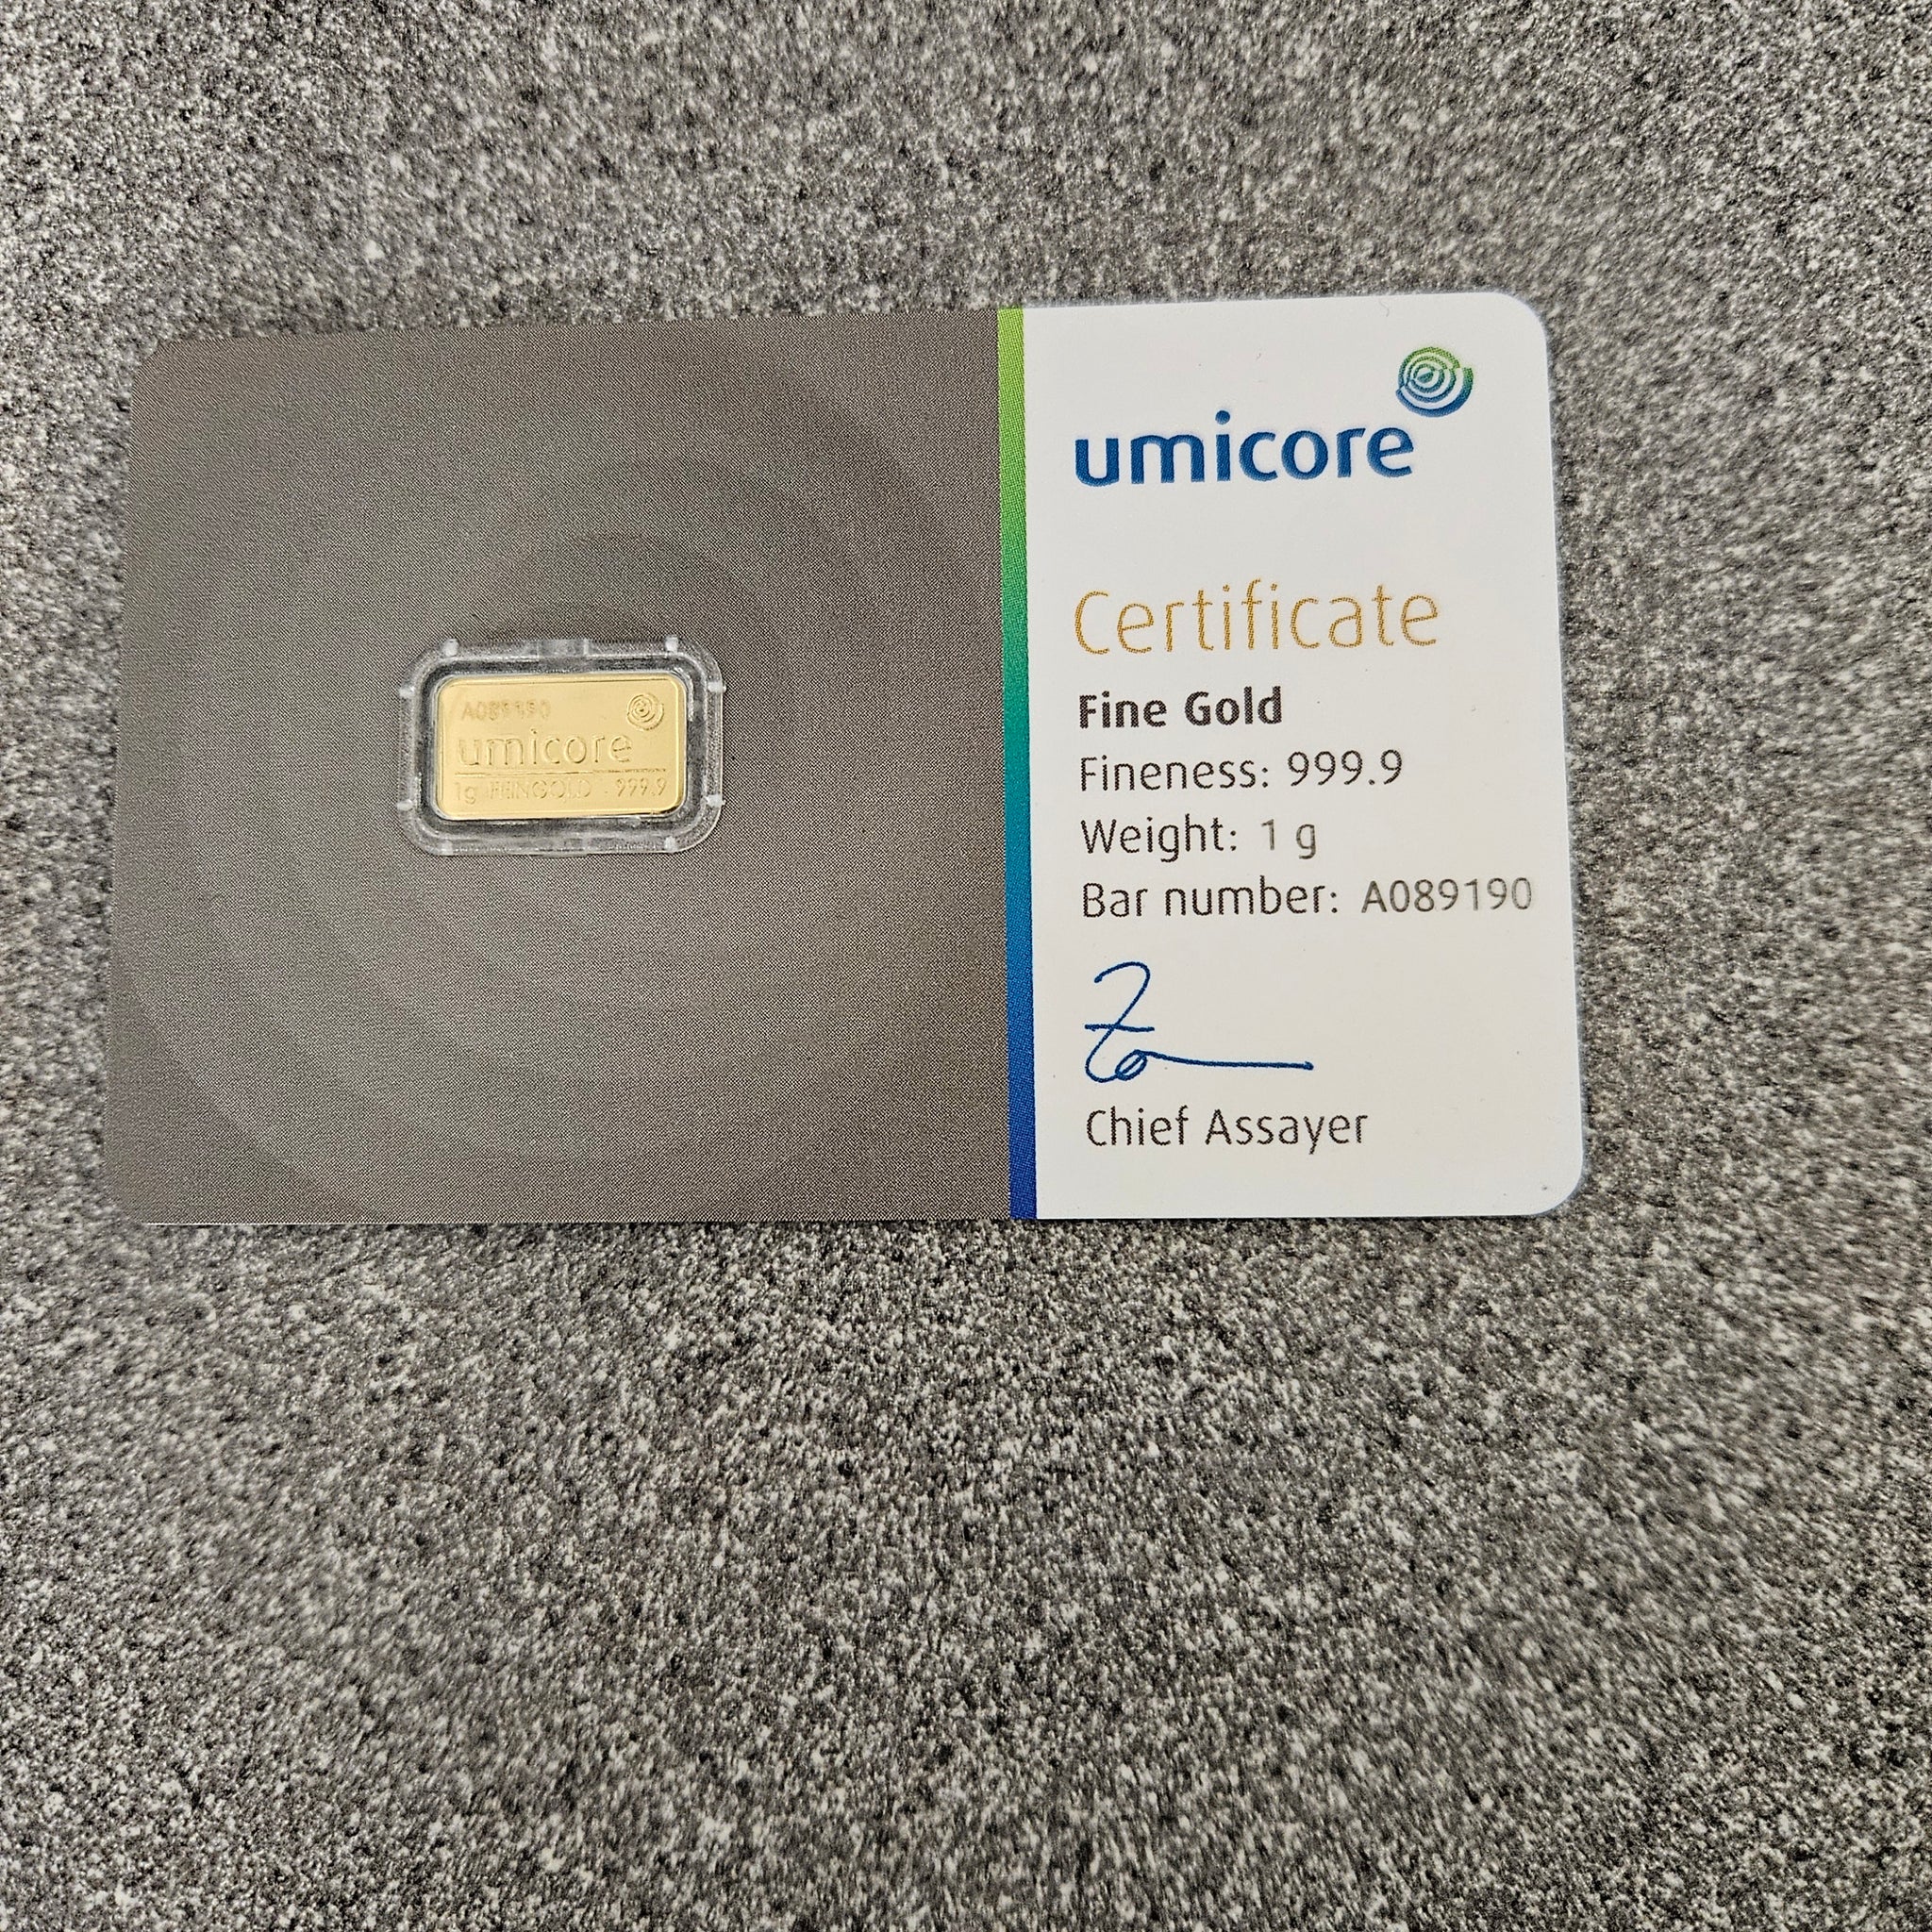 A089190
umicore
1g FEINGOLD 999.9
umicore
Certificate
Fine Gold
Fineness: 999.9
Weight: 1 g
Bar number: A089190
Chief Assayer